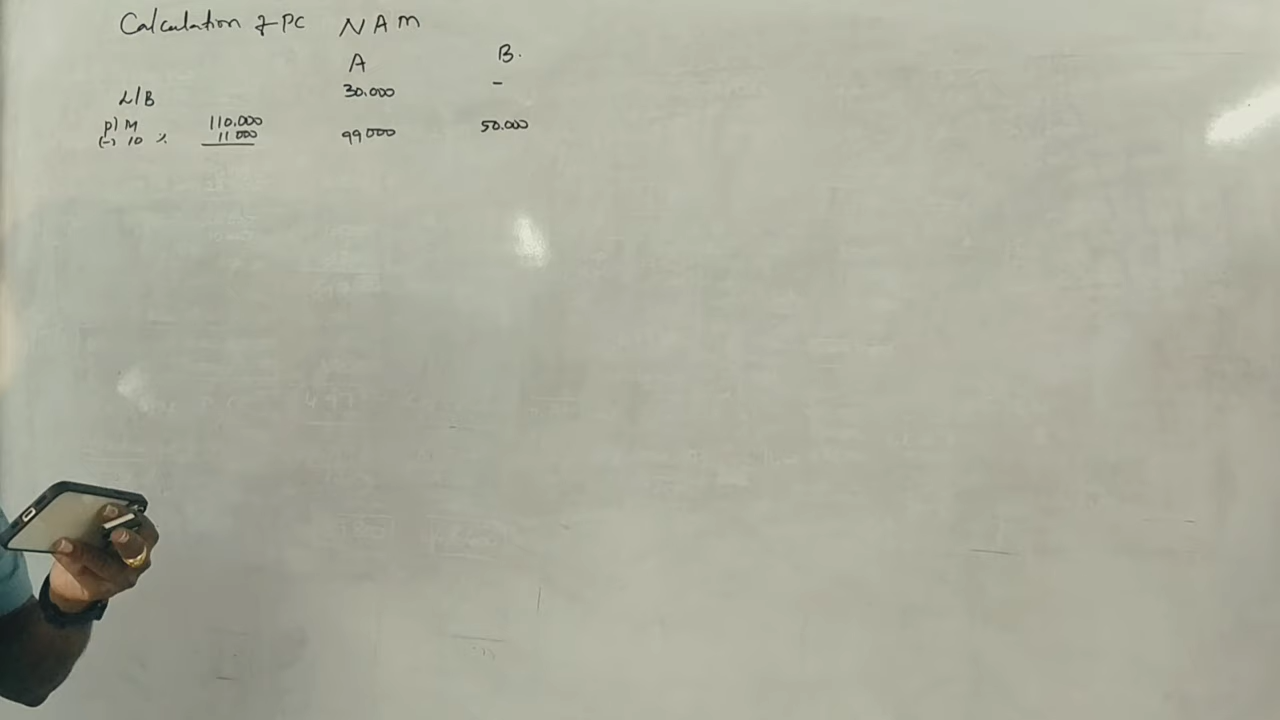 Calculation of PC NAM
A B.
L/B 30.000 -
P/M 110,000
(-) 10 % 11 000 99000 50.000